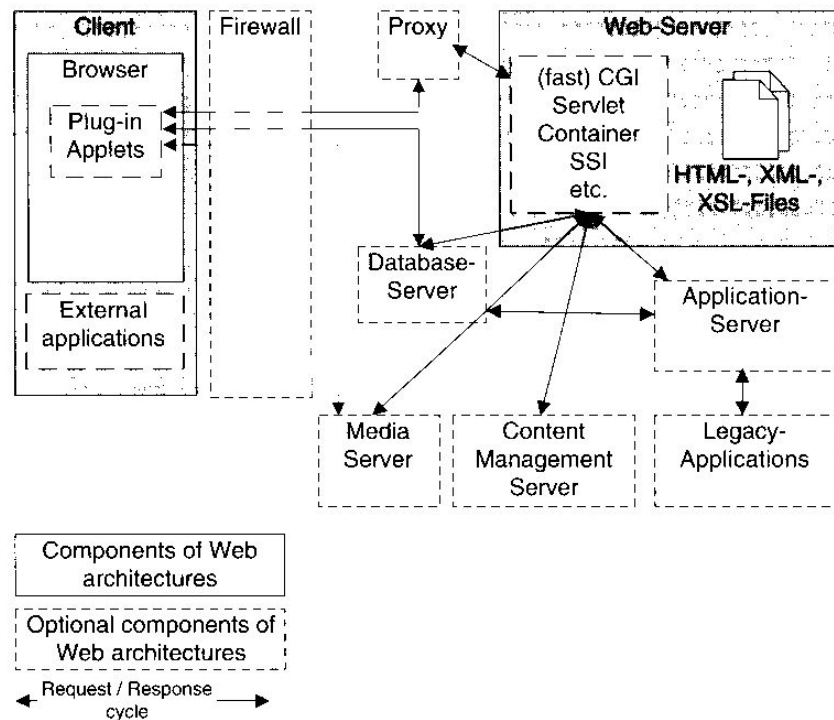 Client
Firewall
Proxy
Web-Server
Browser
Plug-in
Applets
(fast) CGI
Servlet
Container
SSI
etc.
HTML-, XML-,
XSL-Files
Database-
Server
External
applications
Application-
Server
Media
Server
Content
Management
Server
Legacy-
Applications
Components of Web
architectures
Optional components of
Web architectures
Request / Response
cycle